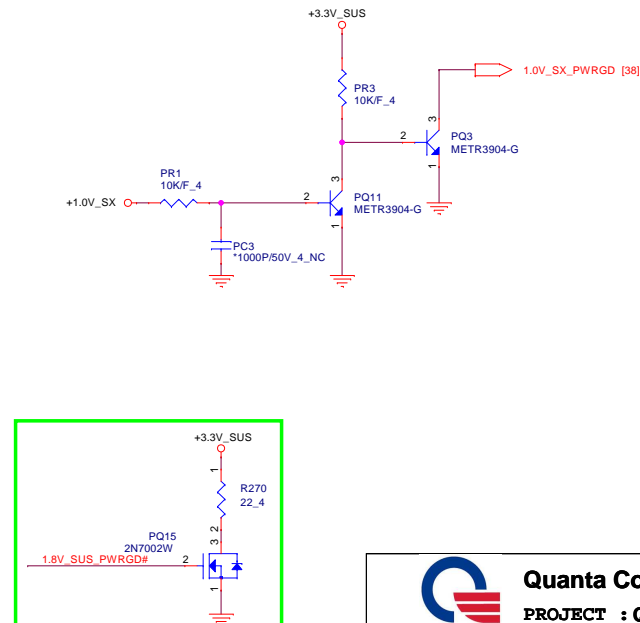 +3.3V_SUS
1.0V_SX_PWRGD [38]
PR3
10K/F_4
3
2
PQ3
METR3904-G
1
PR1
10K/F_4
+1.0V_SX
3
2
PQ11
METR3904-G
1
PC3
*1000P/50V_4_NC
+3.3V_SUS
1
R270
22_4
2
PQ15
2N7002W
3
1.8V_SUS_PWRGD#
2
1
Quanta Co
PROJECT :